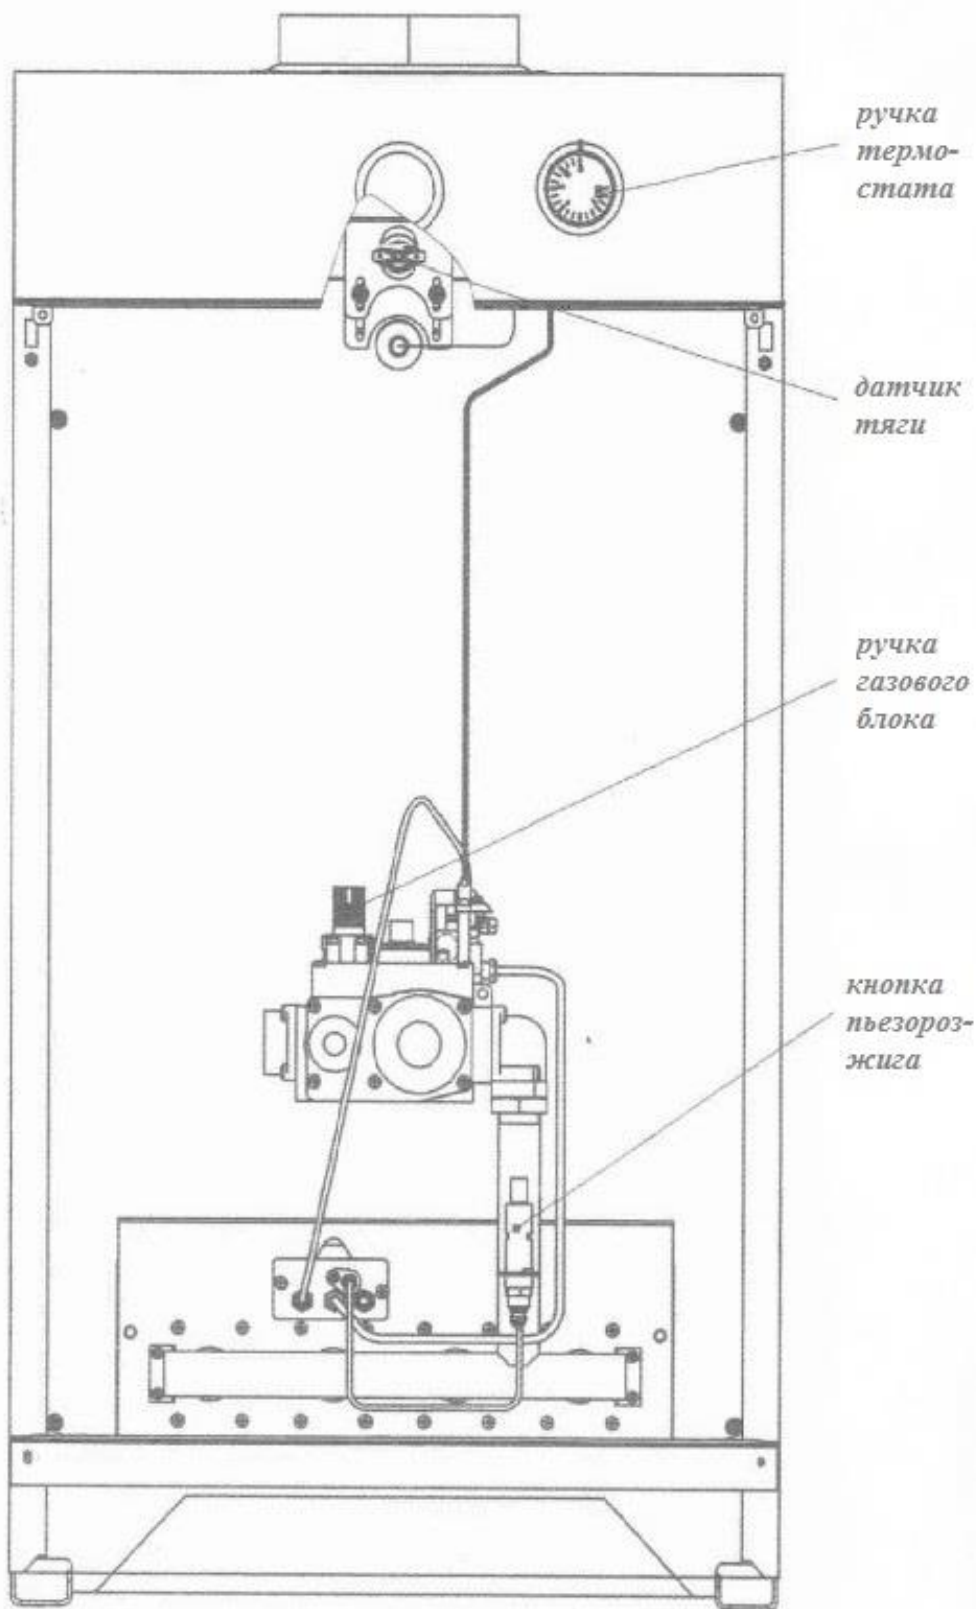 ручка
термо-
стата
датчик
тяги
ручка
газового
блока
кнопка
пьезороз-
жига